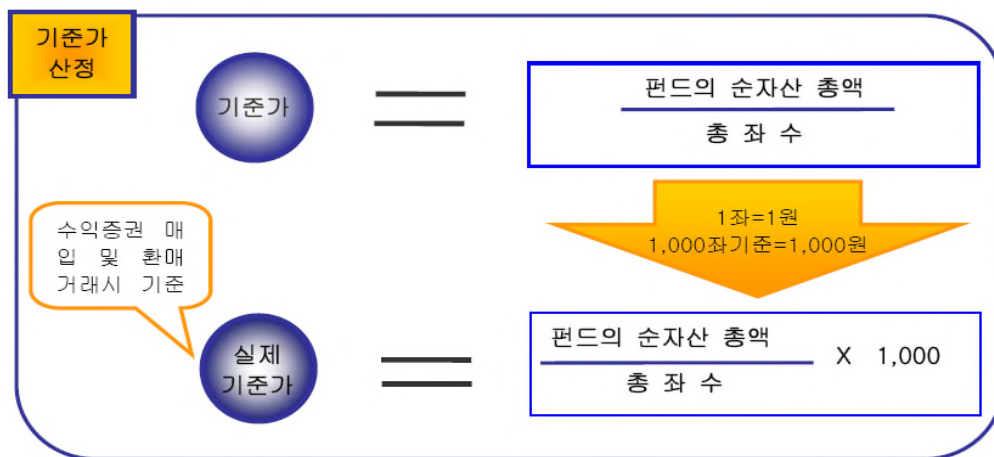 기준가
산정
기준가
펀드의 순자산 총액
총 좌 수
1좌=1원
1,000좌기준=1,000원
수익증권 매
입 및 환매
거래시 기준
실제
기준가
펀드의 순자산 총액
총 좌 수
X 1,000